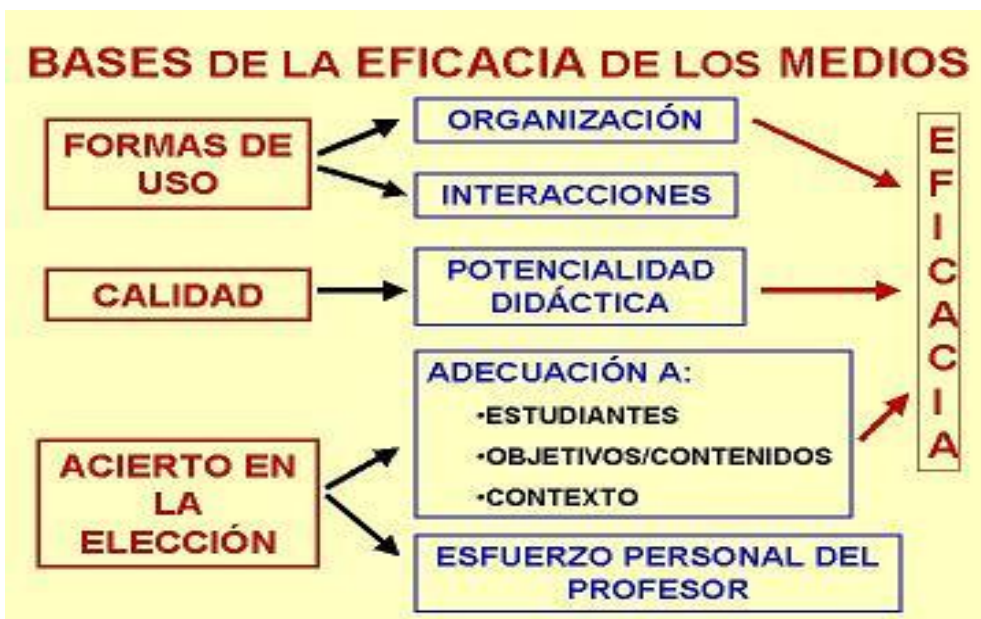 BASES DE LA EFICACIA DE LOS MEDIOS
FORMAS DE
USO
ORGANIZACIÓN
INTERACCIONES
CALIDAD
POTENCIALIDAD
DIDÁCTICA
ACIERTO EN
LA
ELECCIÓN
ADECUACIÓN A:
•ESTUDIANTES
•OBJETIVOS/CONTENIDOS
•CONTEXTO
ESFUERZO PERSONAL DEL
PROFESOR
E
F
I
C
A
C
I
A